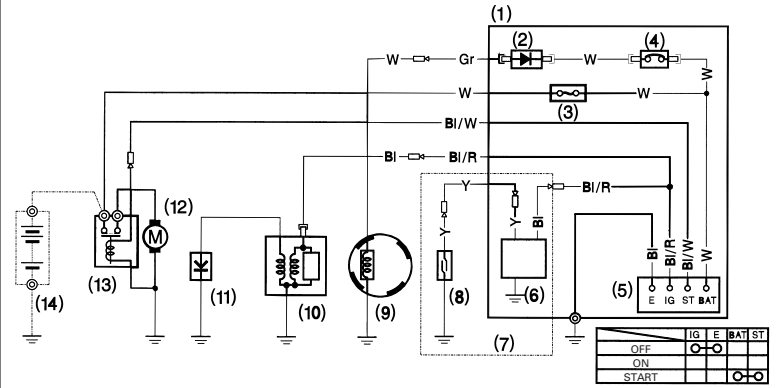 (1)
(2)
(4)
W
Gr
W
W
W
W
(3)
Bl/W
Bl
Bl/R
Y
Bl/R
Y
Y
Bl
Bl
Bl/R
Bl/W
W
(12)
M
(13)
(14)
(11)
(10)
(9)
(8)
(6)
(5)
E IG ST BAT
(7)
IG E BAT ST
OFF
ON
START